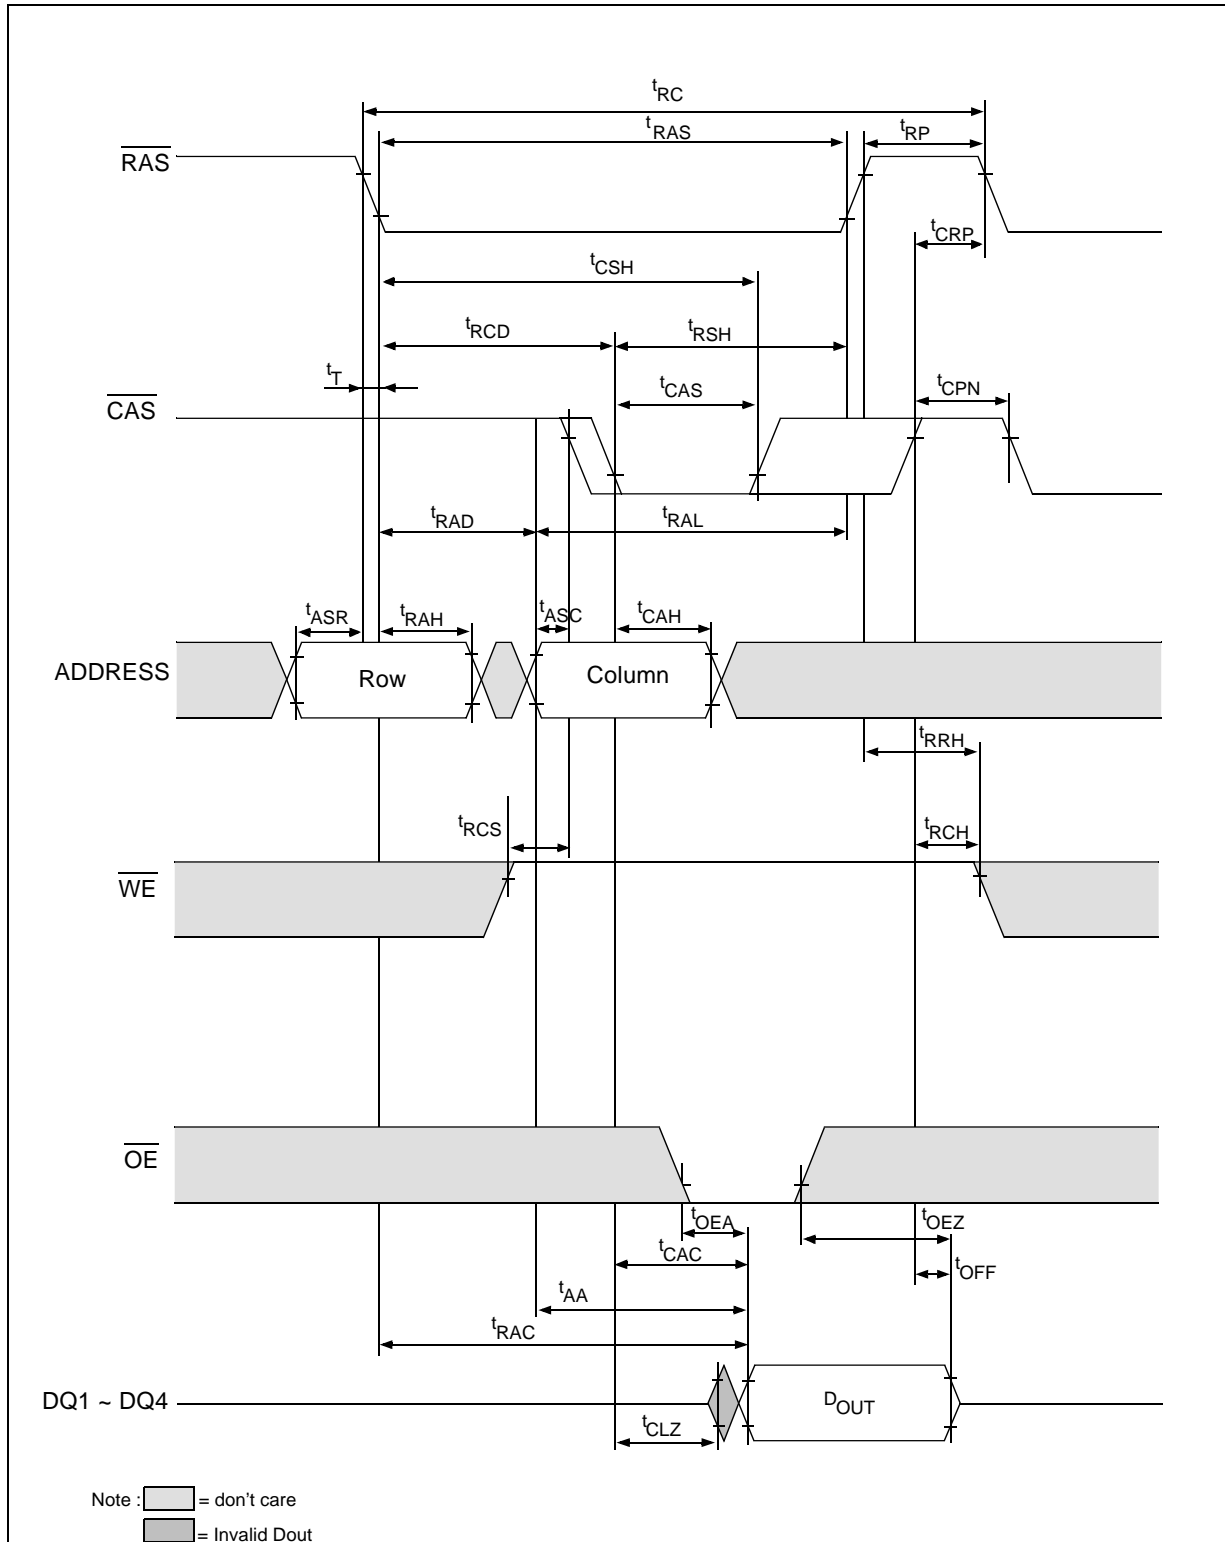 tRC
tRAS
tRP
RAS
tCRP
tCSH
tRCD
tRSH
tT
tCAS
tCPN
CAS
tRAD
tRAL
tASR
tRAH
tASC
tCAH
ADDRESS
Row
Column
tRRH
tRCS
tRCH
WE
OE
tOEA
tOEZ
tCAC
tOFF
tAA
tRAC
DQ1 ~ DQ4
DOUT
tCLZ
Note : = don't care
= Invalid Dout